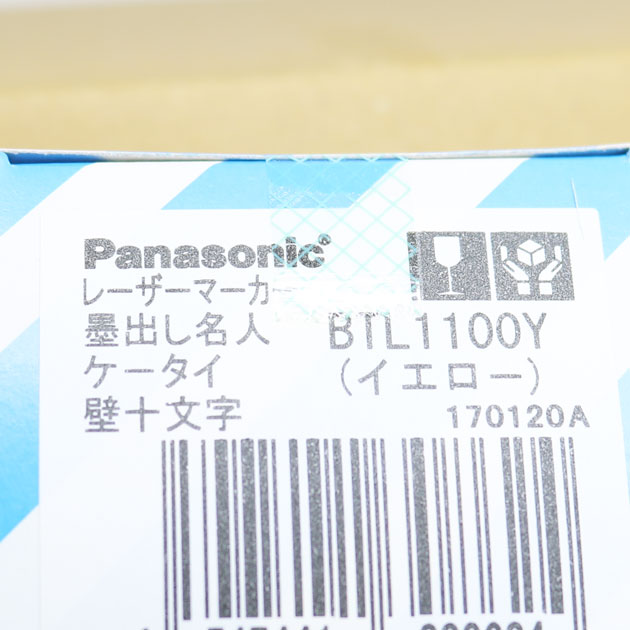 Panasonic
レーザーマーカー
墨出し名人 BTL1100Y
ケータイ (イエロー)
壁十文字 170120A